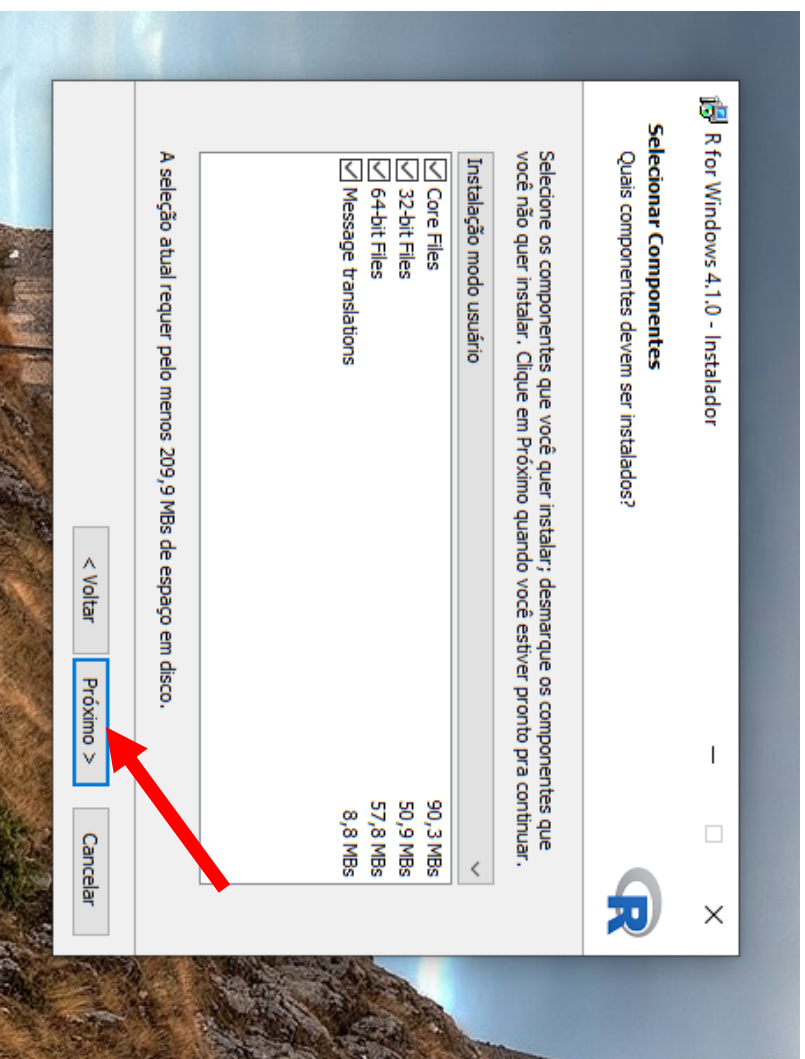 R for Windows 4.1.0 - Instalador
Selecionar Componentes
Quais componentes devem ser instalados?
R
Selecione os componentes que você quer instalar; desmarque os componentes que
você não quer instalar. Clique em Próximo quando você estiver pronto pra continuar.
Instalação modo usuário
Core Files 90,3 MBs
32-bit Files 50,9 MBs
64-bit Files 57,8 MBs
Message translations 8,8 MBs
A seleção atual requer pelo menos 209,9 MBs de espaço em disco.
< Voltar Próximo > Cancelar